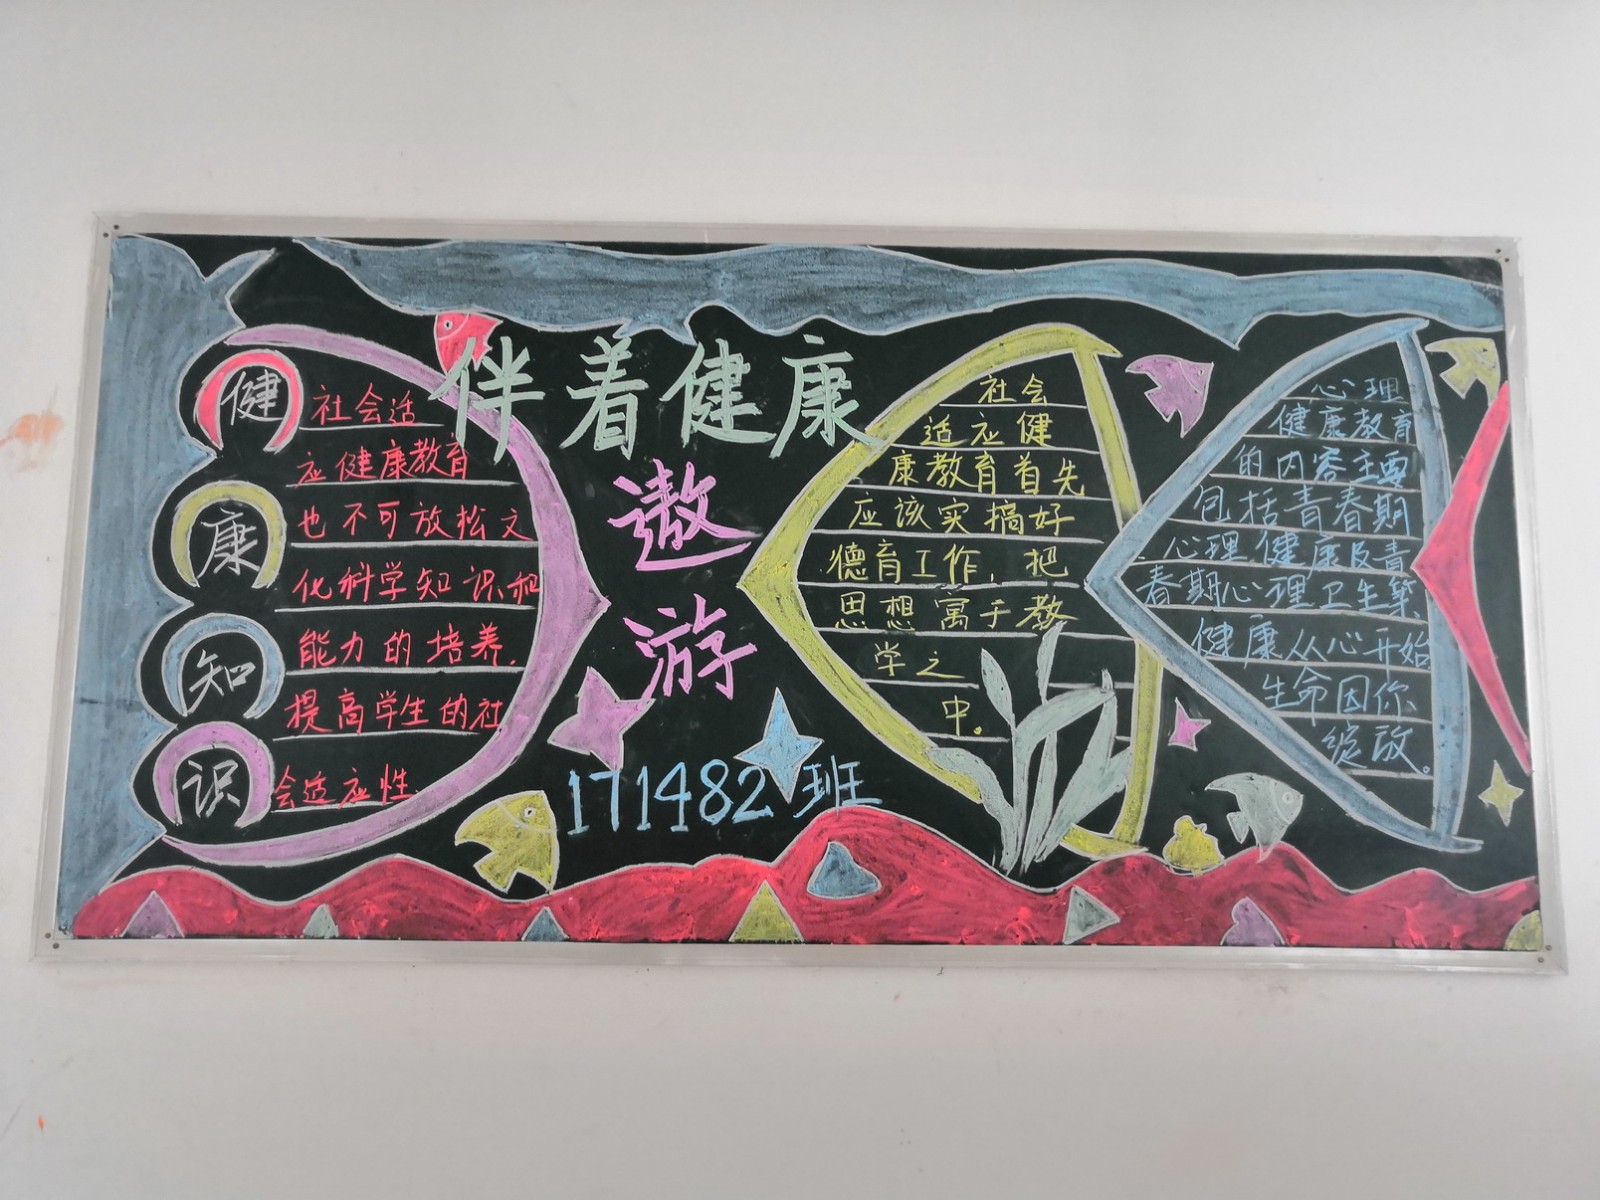 伴着健康
遨
游
171482班
健
康
知
识
社会适
应健康教育
也不可放松文
化科学知识和
能力的培养,
提高学生的社
会适应性.
社会
适应健
康教育首先
应该实搞好
德育工作,把
思想寓于教
学之
中。
心理
健康教育
的内容主要
包括青春期
心理健康及青
春期心理卫生等
健康从心开始
生命因你
绽放。